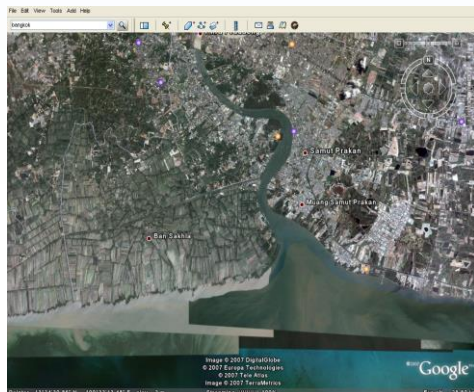 File Edit View Tools Add Help
bangkok
N
Samut Prakan
Muang Samut Prakan
Ban Sakhla
Image © 2007 DigitalGlobe
© 2007 Europa Technologies
© 2007 Tele Atlas
Image © 2007 TerraMetrics
© 2007 Google